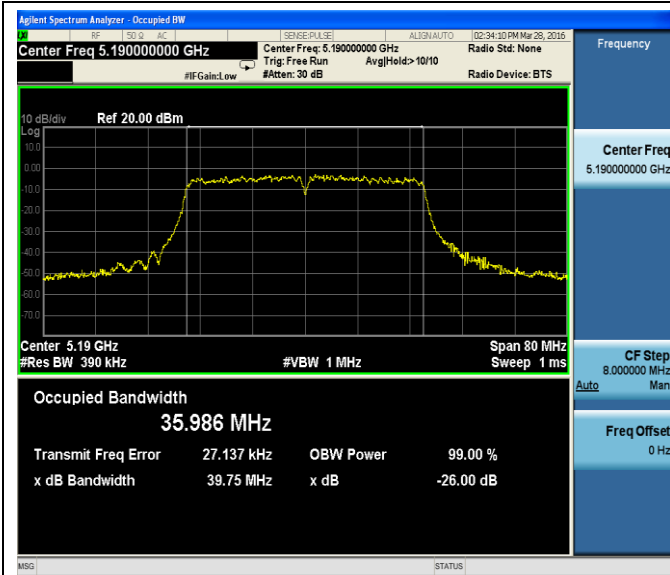 Agilent Spectrum Analyzer - Occupied BW
LXI RF 50 Ω AC SENSE:PULSE ALIGN AUTO 02:34:10 PM Mar 28, 2016
Center Freq 5.190000000 GHz
Center Freq: 5.190000000 GHz
Radio Std: None
Trig: Free Run Avg|Hold:> 10/10
#IFGain:Low #Atten: 30 dB Radio Device: BTS
10 dB/div Ref 20.00 dBm
Log
10.0
0.00
-10.0
-20.0
-30.0
-40.0
-50.0
-60.0
-70.0
Center 5.19 GHz Span 80 MHz
#Res BW 390 kHz #VBW 1 MHz Sweep 1 ms
Occupied Bandwidth
35.986 MHz
Transmit Freq Error 27.137 kHz OBW Power 99.00 %
x dB Bandwidth 39.75 MHz x dB -26.00 dB
MSG STATUS
Frequency
Center Freq
5.190000000 GHz
CF Step
8.000000 MHz
Auto Man
Freq Offset
0 Hz